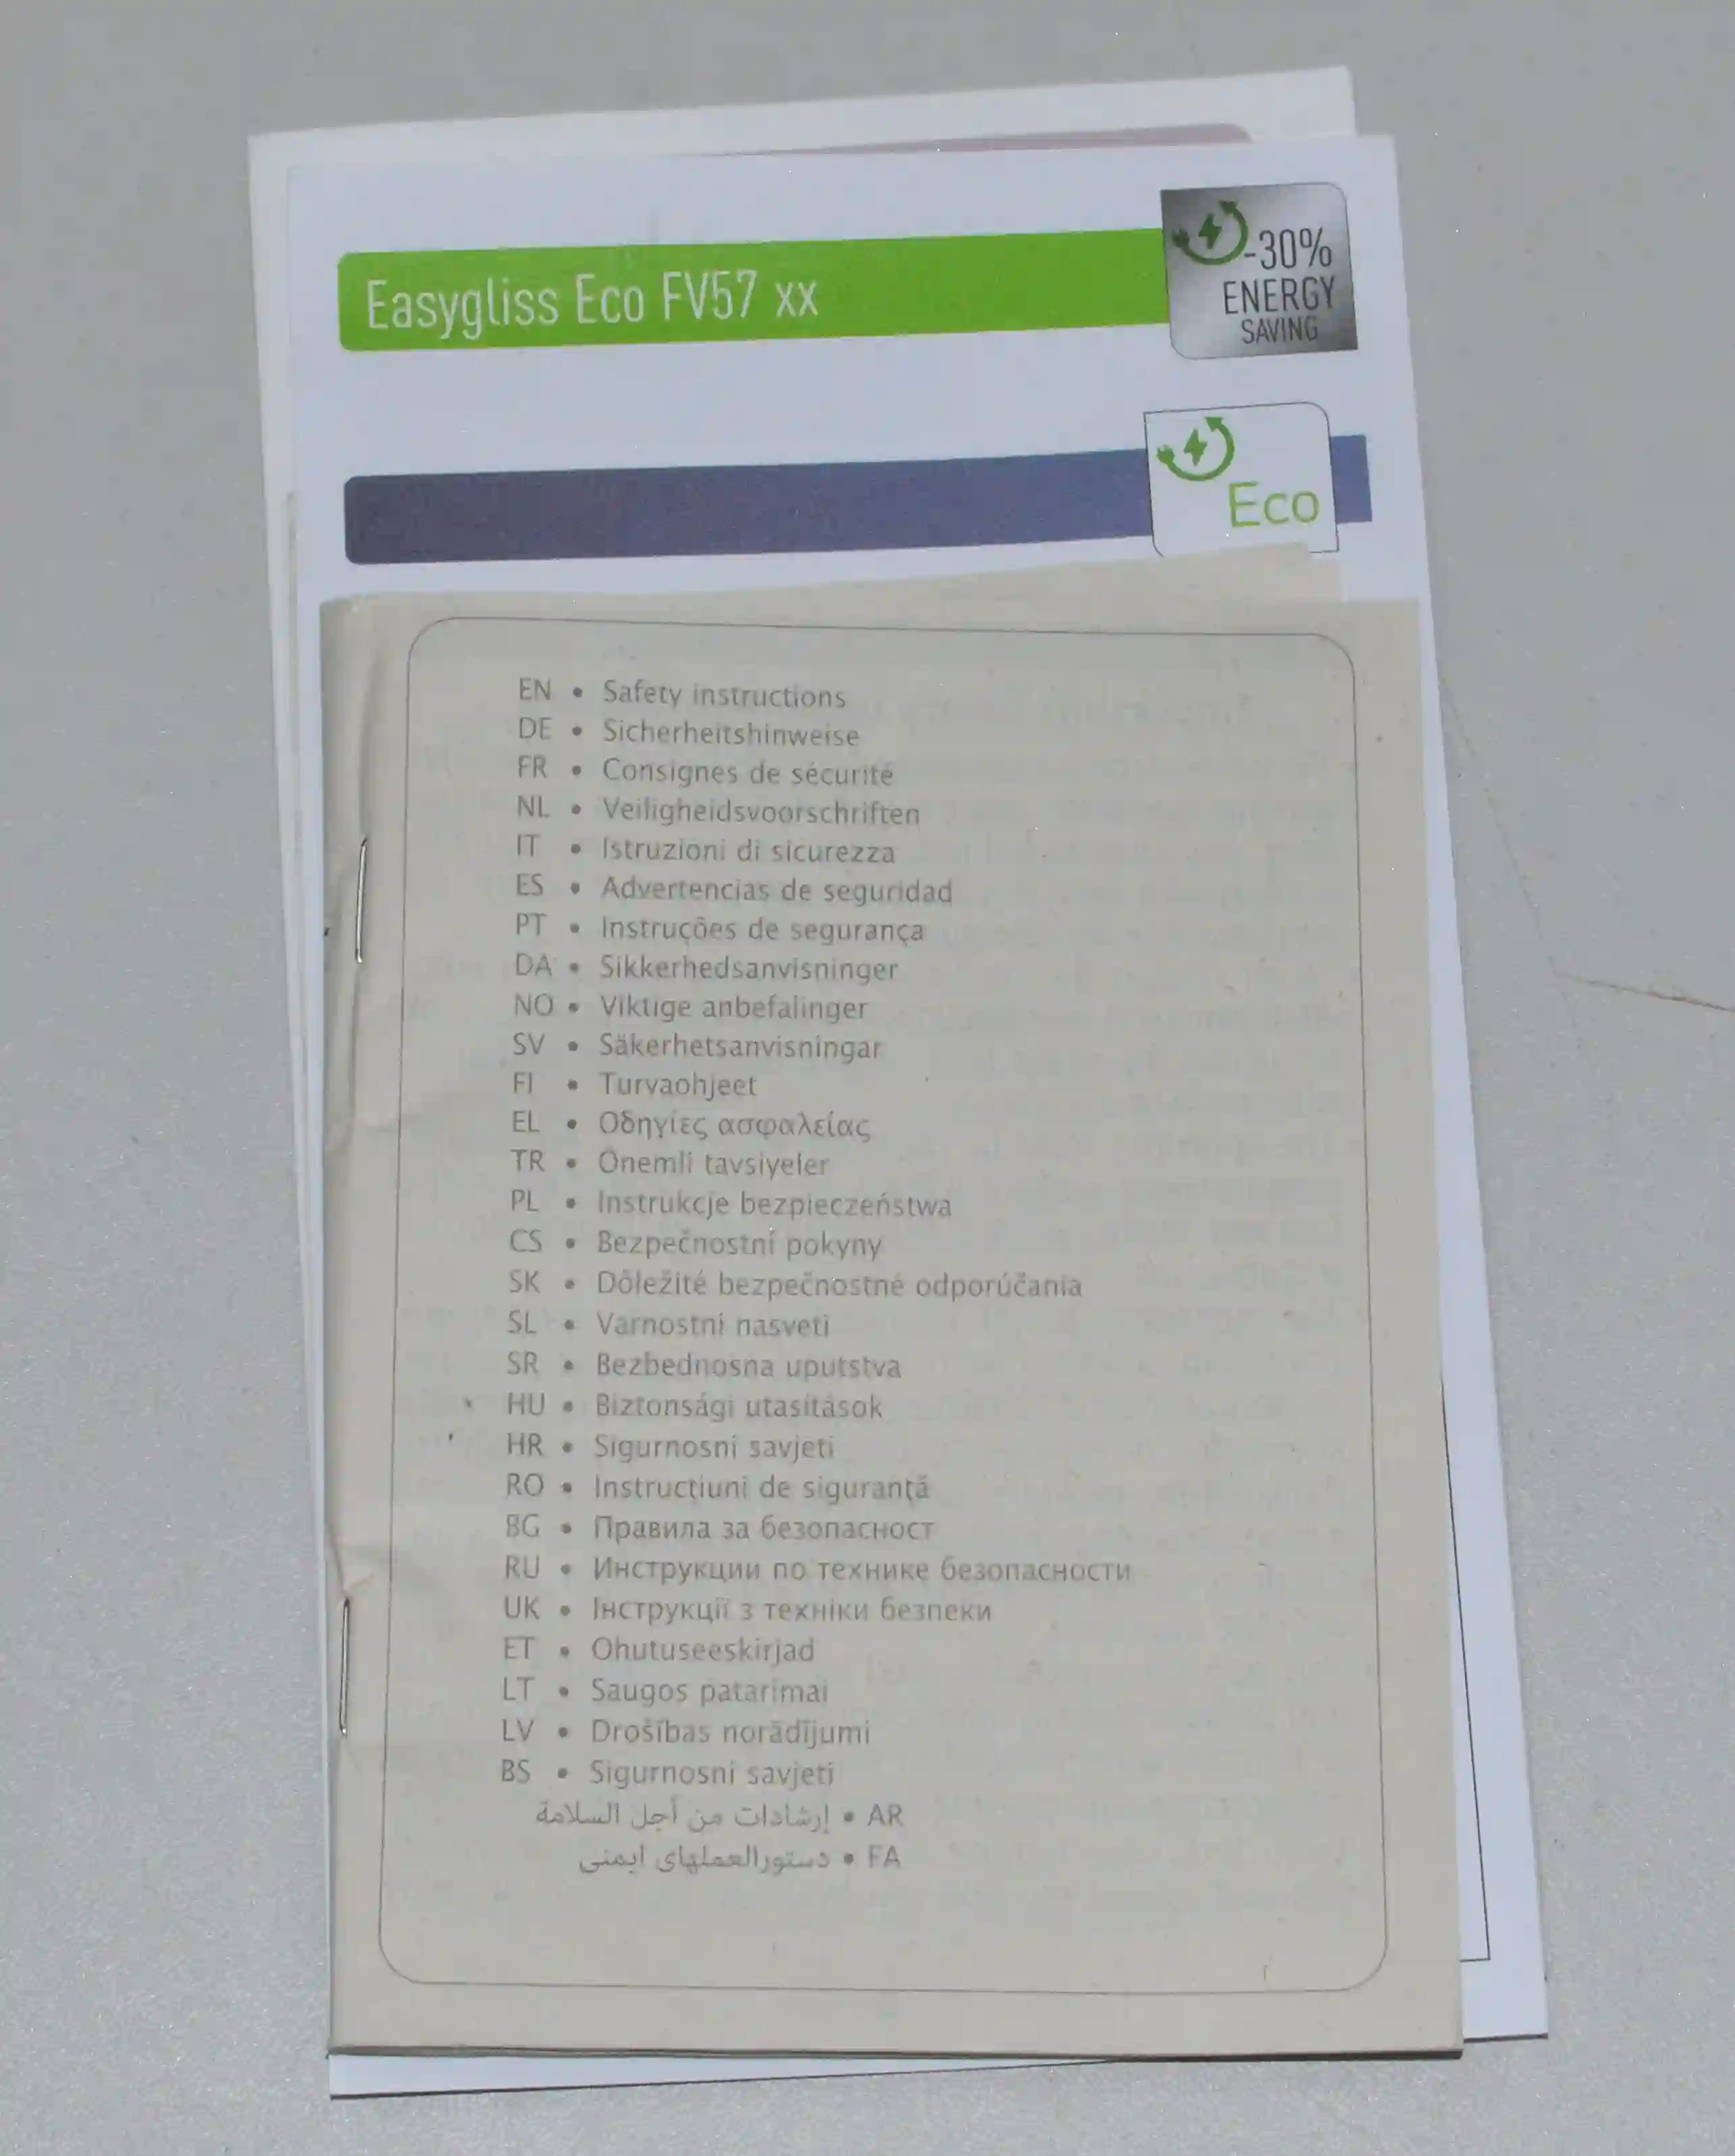 Easygliss Eco FV57 xx
-30%
ENERGY
SAVING
Eco
EN • Safety instructions
DE • Sicherheitshinweise
FR • Consignes de sécurité
NL • Veiligheidsvoorschriften
IT • Istruzioni di sicurezza
ES • Advertencias de seguridad
PT • Instruções de segurança
DA • Sikkerhedsanvisninger
NO • Viktige anbefalinger
SV • Säkerhetsanvisningar
FI • Turvaohjeet
EL • Οδηγίες ασφαλείας
TR • Önemli tavsiyeler
PL • Instrukcje bezpieczeństwa
CS • Bezpečnostní pokyny
SK • Dôležité bezpečnostné odporúčania
SL • Varnostni nasveti
SR • Bezbednosna uputstva
HU • Biztonsági utasítások
HR • Sigurnosni savjeti
RO • Instrucțiuni de siguranță
BG • Правила за безопасност
RU • Инструкции по технике безопасности
UK • Інструкції з техніки безпеки
ET • Ohutuseeskirjad
LT • Saugos patarimai
LV • Drošības norādījumi
BS • Sigurnosni savjeti
AR • إرشادات من أجل السلامة
FA • دستورالعملهای ایمنی